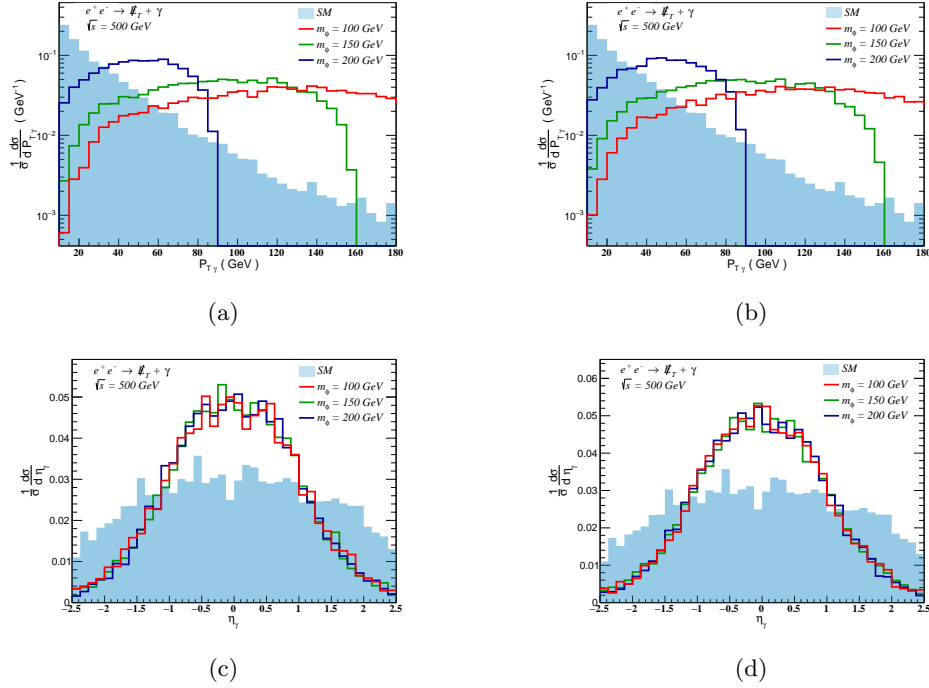 e⁺ e⁻ → E̸_T + γ
√s = 500 GeV
SM
m_ϕ = 100 GeV
m_ϕ = 150 GeV
m_ϕ = 200 GeV
10⁻¹
10⁻²
10⁻³
1/σ dσ/d P_{T γ} ( GeV⁻¹ )
20 40 60 80 100 120 140 160 180
P_{T γ} ( GeV )
(a)
e⁺ e⁻ → E̸_T + γ
√s = 500 GeV
SM
m_ϕ = 100 GeV
m_ϕ = 150 GeV
m_ϕ = 200 GeV
10⁻¹
10⁻²
10⁻³
1/σ dσ/d P_{T γ} ( GeV⁻¹ )
20 40 60 80 100 120 140 160 180
P_{T γ} ( GeV )
(b)
e⁺ e⁻ → E̸_T + γ
√s = 500 GeV
SM
m_ϕ = 100 GeV
m_ϕ = 150 GeV
m_ϕ = 200 GeV
0.05
0.04
0.03
0.02
0.01
0
1/σ dσ/d η_γ
−2.5 −2 −1.5 −1 −0.5 0 0.5 1 1.5 2 2.5
η_γ
(c)
e⁺ e⁻ → E̸_T + γ
√s = 500 GeV
SM
m_ϕ = 100 GeV
m_ϕ = 150 GeV
m_ϕ = 200 GeV
0.06
0.05
0.04
0.03
0.02
0.01
0
1/σ dσ/d η_γ
−2.5 −2 −1.5 −1 −0.5 0 0.5 1 1.5 2 2.5
η_γ
(d)